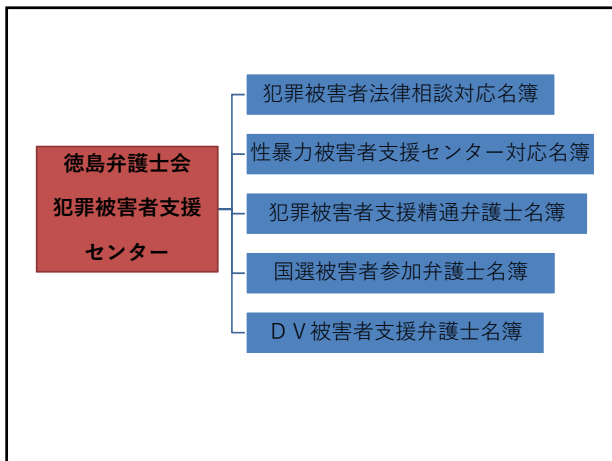 徳島弁護士会
犯罪被害者支援
センター
犯罪被害者法律相談対応名簿
性暴力被害者支援センター対応名簿
犯罪被害者支援精通弁護士名簿
国選被害者参加弁護士名簿
ＤＶ被害者支援弁護士名簿